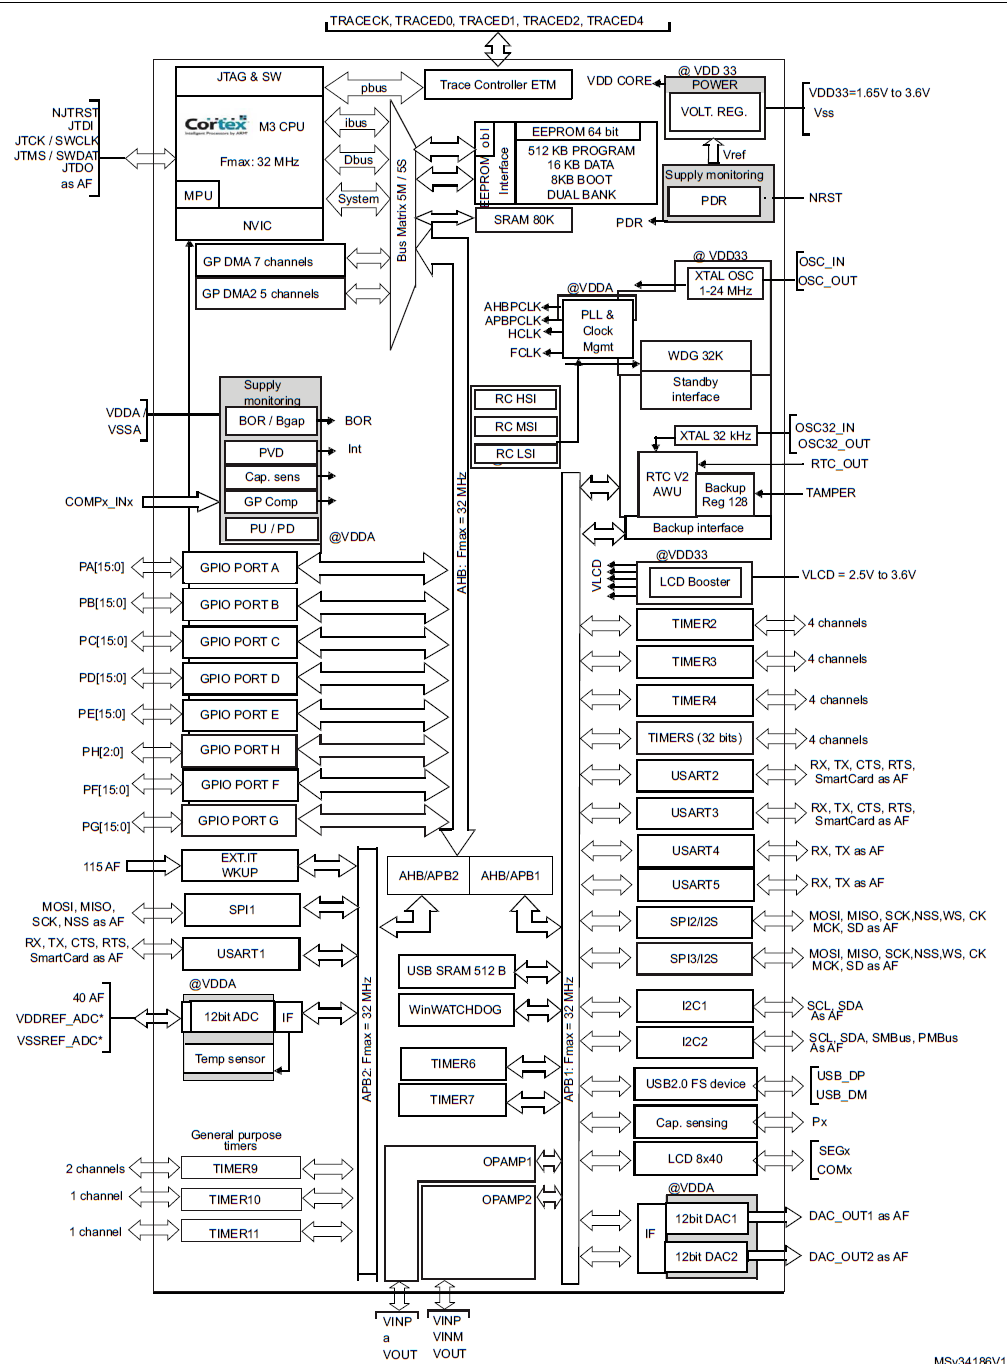 TRACECK, TRACED0, TRACED1, TRACED2, TRACED4
JTAG & SW
pbus
Trace Controller ETM
VDD CORE
@ VDD 33
POWER
VOLT. REG.
VDD33=1.65V to 3.6V
Vss
NJTRST
JTDI
JTCK / SWCLK
JTMS / SWDAT
JTDO
as AF
Cortex
Intelligent Processors by ARM
M3 CPU
Fmax: 32 MHz
MPU
NVIC
ibus
Dbus
System
Bus Matrix 5M / 5S
EEPROM obl
Interface
EEPROM 64 bit
512 KB PROGRAM
16 KB DATA
8KB BOOT
DUAL BANK
SRAM 80K
Vref
Supply monitoring
PDR
PDR
NRST
GP DMA 7 channels
GP DMA2 5 channels
@ VDD33
XTAL OSC
1-24 MHz
OSC_IN
OSC_OUT
@VDDA
AHBPCLK
APBPCLK
HCLK
FCLK
PLL &
Clock
Mgmt
WDG 32K
Standby
interface
RC HSI
RC MSI
RC LSI
@
Supply
monitoring
VDDA /
VSSA
BOR / Bgap
BOR
PVD
Int
Cap. sens
GP Comp
COMPx_INx
PU / PD
@VDDA
AHB: Fmax = 32 MHz
XTAL 32 kHz
OSC32_IN
OSC32_OUT
RTC V2
AWU
RTC_OUT
Backup
Reg 128
TAMPER
Backup interface
@VDD33
VLCD
LCD Booster
VLCD = 2.5V to 3.6V
PA[15:0]
GPIO PORT A
PB[15:0]
GPIO PORT B
PC[15:0]
GPIO PORT C
PD[15:0]
GPIO PORT D
PE[15:0]
GPIO PORT E
PH[2:0]
GPIO PORT H
PF[15:0]
GPIO PORT F
PG[15:0]
GPIO PORT G
TIMER2
4 channels
TIMER3
4 channels
TIMER4
4 channels
TIMERS (32 bits)
4 channels
USART2
RX, TX, CTS, RTS,
SmartCard as AF
USART3
RX, TX, CTS, RTS,
SmartCard as AF
USART4
RX, TX as AF
USART5
RX, TX as AF
115 AF
EXT.IT
WKUP
AHB/APB2
AHB/APB1
MOSI, MISO,
SCK, NSS as AF
SPI1
RX, TX, CTS, RTS,
SmartCard as AF
USART1
SPI2/I2S
MOSI, MISO, SCK,NSS,WS, CK
MCK, SD as AF
SPI3/I2S
MOSI, MISO, SCK,NSS,WS, CK
MCK, SD as AF
@VDDA
40 AF
VDDREF_ADC*
VSSREF_ADC*
12bit ADC
IF
Temp sensor
APB2: Fmax = 32 MHz
USB SRAM 512 B
WinWATCHDOG
TIMER6
TIMER7
APB1: Fmax = 32 MHz
I2C1
SCL, SDA
As AF
I2C2
SCL, SDA, SMBus, PMBus
As AF
USB2.0 FS device
USB_DP
USB_DM
Cap. sensing
Px
LCD 8x40
SEGx
COMx
General purpose
timers
2 channels
TIMER9
1 channel
TIMER10
1 channel
TIMER11
OPAMP1
OPAMP2
@VDDA
IF
12bit DAC1
DAC_OUT1 as AF
12bit DAC2
DAC_OUT2 as AF
VINP
a
VOUT
VINP
VINM
VOUT
MSv34186V1